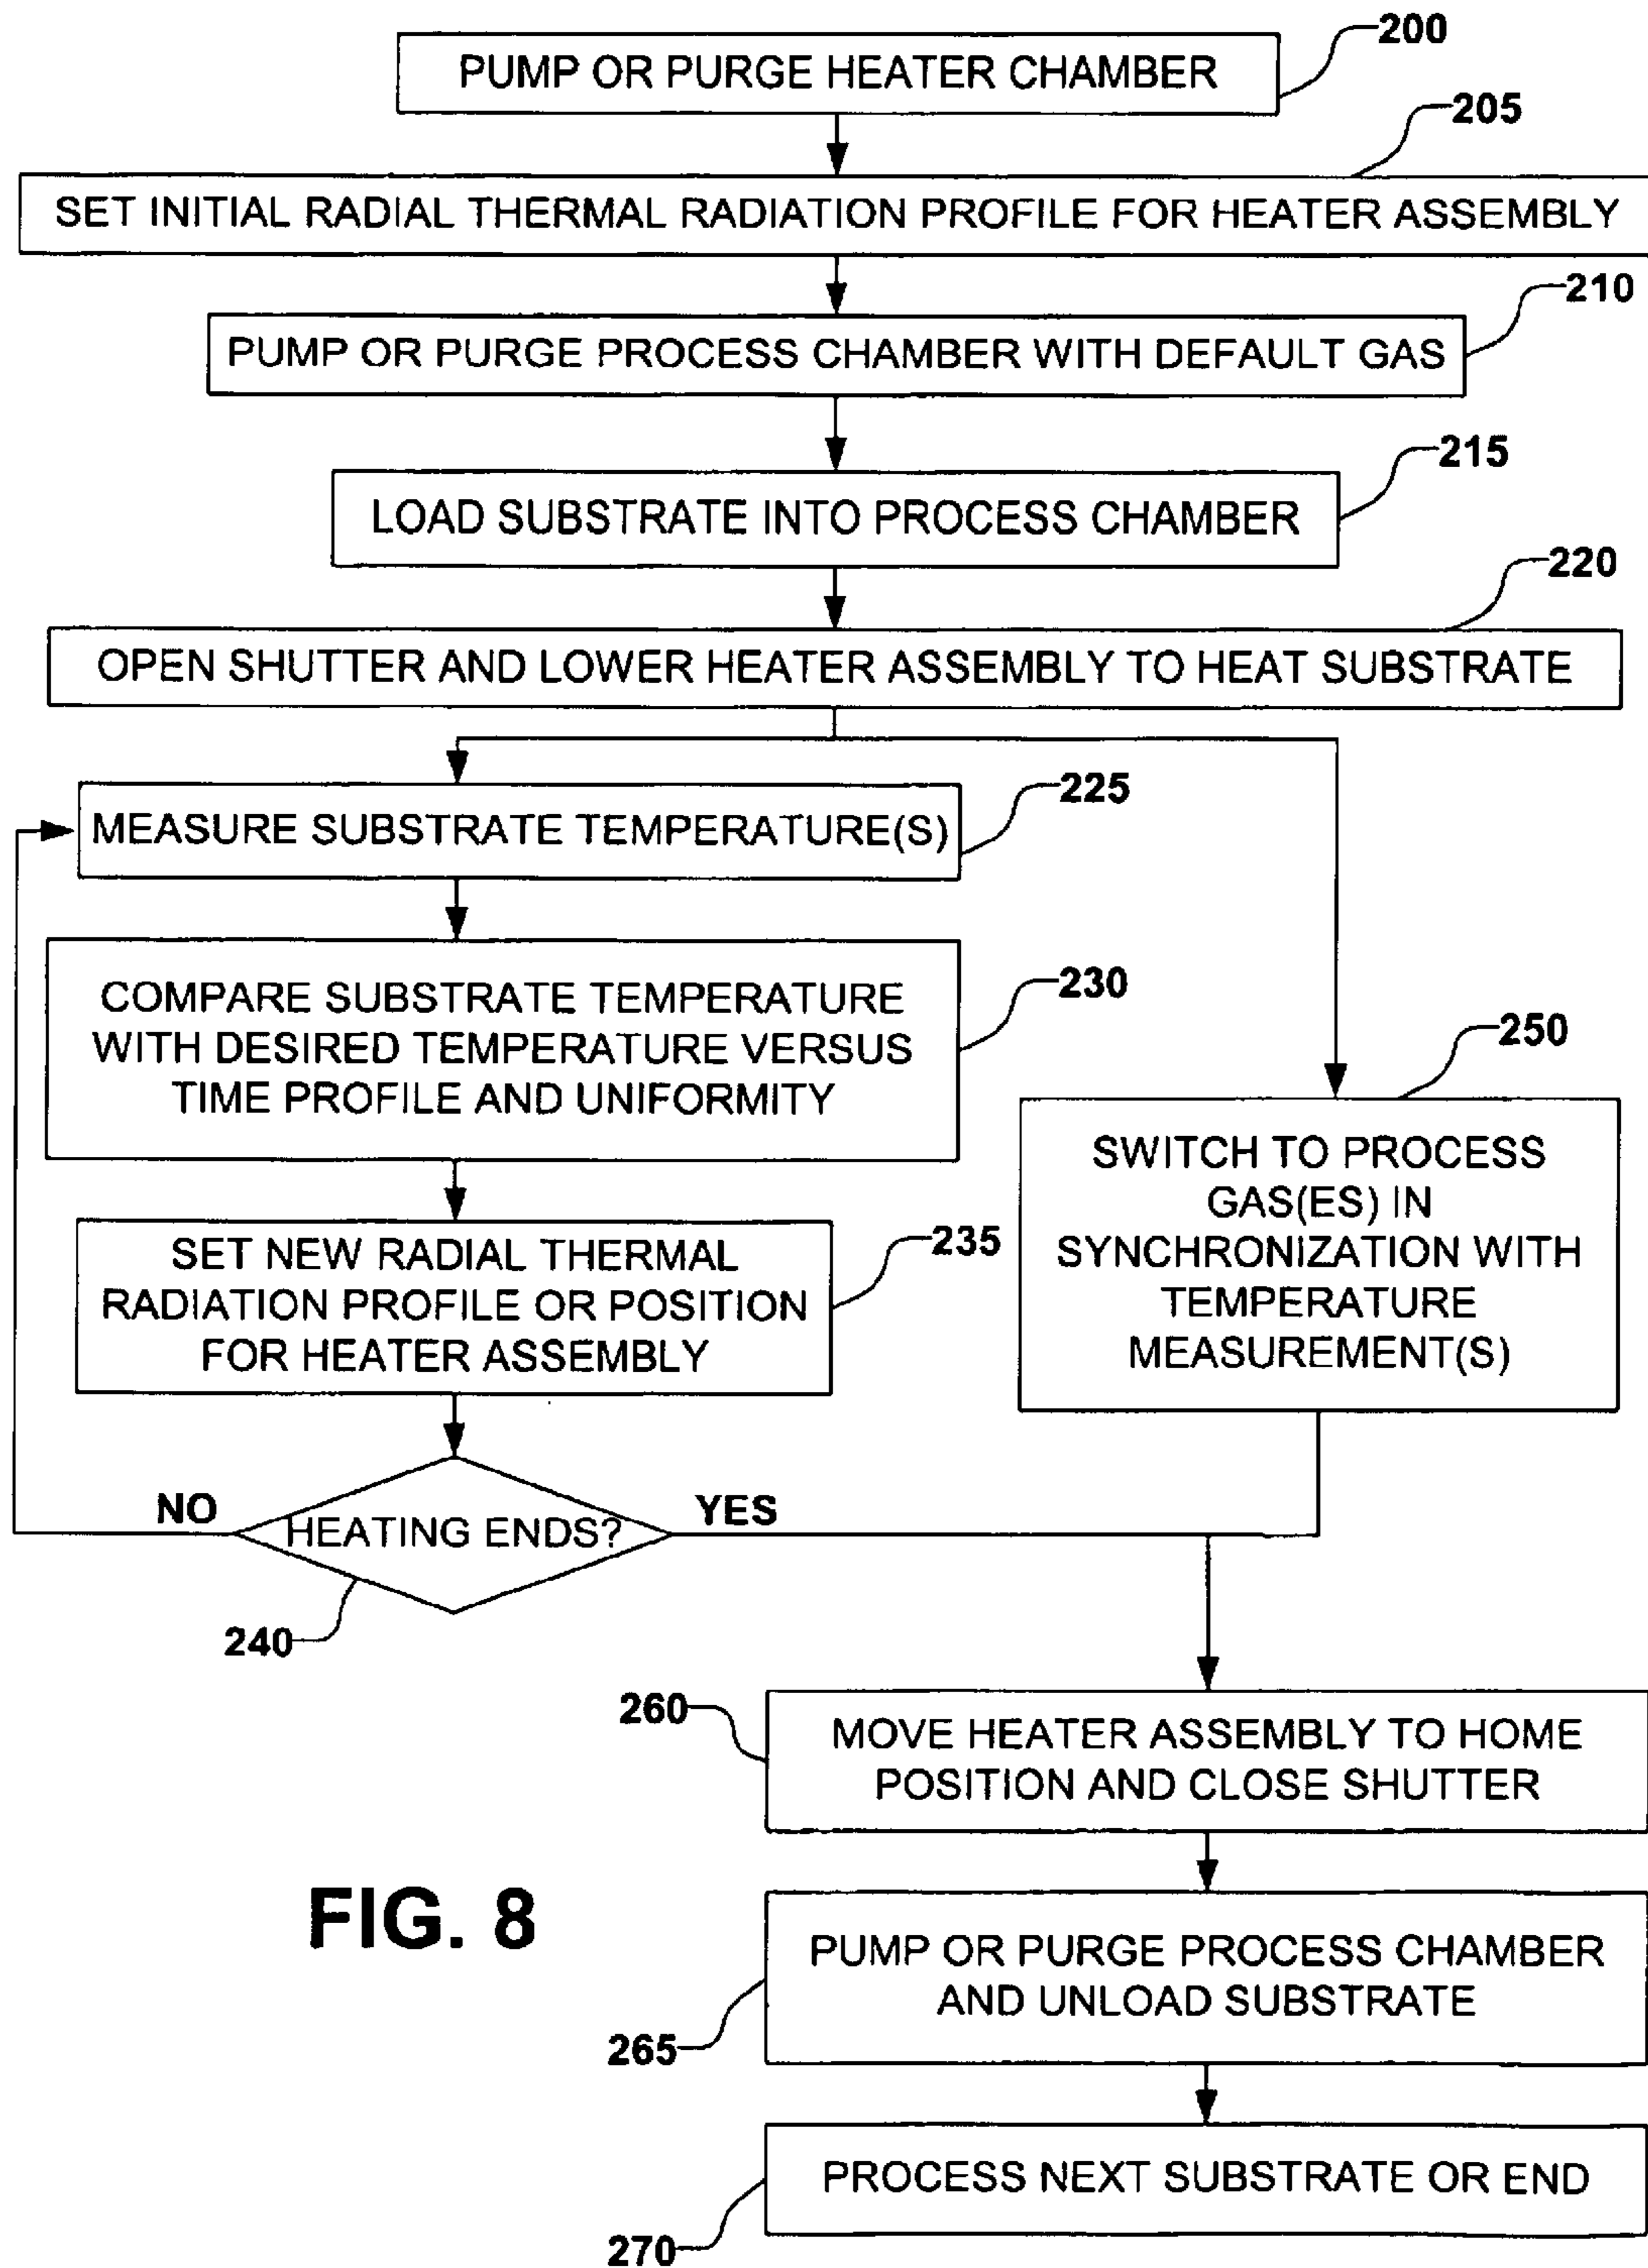 200
PUMP OR PURGE HEATER CHAMBER
205
SET INITIAL RADIAL THERMAL RADIATION PROFILE FOR HEATER ASSEMBLY
210
PUMP OR PURGE PROCESS CHAMBER WITH DEFAULT GAS
215
LOAD SUBSTRATE INTO PROCESS CHAMBER
220
OPEN SHUTTER AND LOWER HEATER ASSEMBLY TO HEAT SUBSTRATE
225
MEASURE SUBSTRATE TEMPERATURE(S)
230
COMPARE SUBSTRATE TEMPERATURE
WITH DESIRED TEMPERATURE VERSUS
TIME PROFILE AND UNIFORMITY
235
SET NEW RADIAL THERMAL
RADIATION PROFILE OR POSITION
FOR HEATER ASSEMBLY
250
SWITCH TO PROCESS
GAS(ES) IN
SYNCHRONIZATION WITH
TEMPERATURE
MEASUREMENT(S)
NO
HEATING ENDS?
YES
240
260
MOVE HEATER ASSEMBLY TO HOME
POSITION AND CLOSE SHUTTER
FIG. 8
PUMP OR PURGE PROCESS CHAMBER
AND UNLOAD SUBSTRATE
265
PROCESS NEXT SUBSTRATE OR END
270